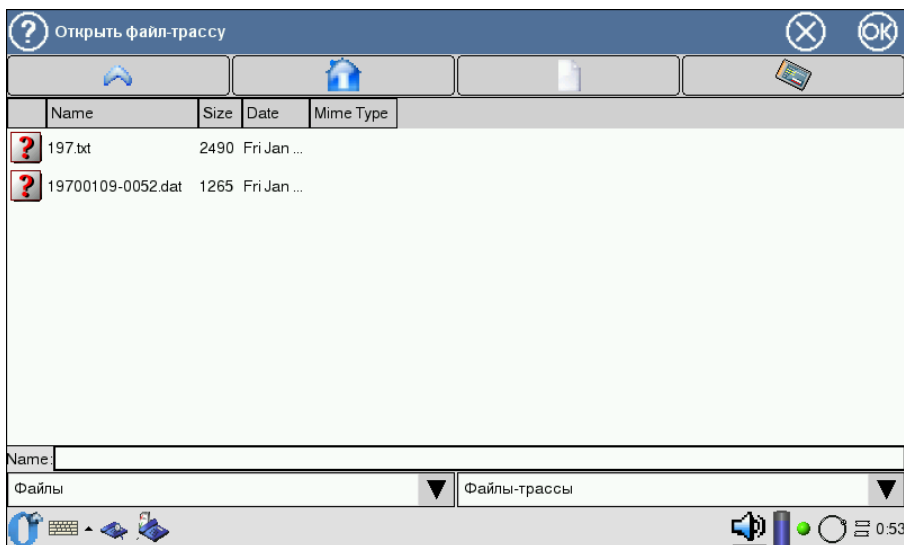 Открыть файл-трассу
OK
Name Size Date Mime Type
197.txt 2490 Fri Jan ...
19700109-0052.dat 1265 Fri Jan ...
Name:
Файлы Файлы-трассы
0:53